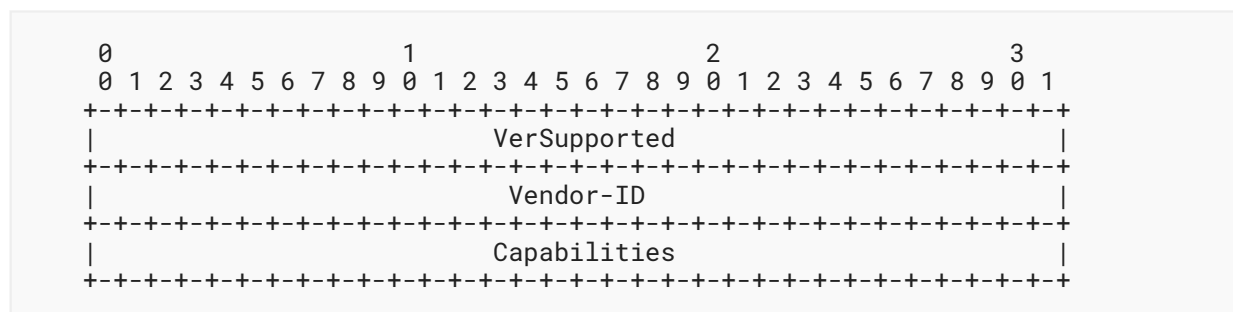 0                   1                   2                   3
0 1 2 3 4 5 6 7 8 9 0 1 2 3 4 5 6 7 8 9 0 1 2 3 4 5 6 7 8 9 0 1
+-+-+-+-+-+-+-+-+-+-+-+-+-+-+-+-+-+-+-+-+-+-+-+-+-+-+-+-+-+-+-+-+
|                          VerSupported                         |
+-+-+-+-+-+-+-+-+-+-+-+-+-+-+-+-+-+-+-+-+-+-+-+-+-+-+-+-+-+-+-+-+
|                           Vendor-ID                           |
+-+-+-+-+-+-+-+-+-+-+-+-+-+-+-+-+-+-+-+-+-+-+-+-+-+-+-+-+-+-+-+-+
|                          Capabilities                         |
+-+-+-+-+-+-+-+-+-+-+-+-+-+-+-+-+-+-+-+-+-+-+-+-+-+-+-+-+-+-+-+-+